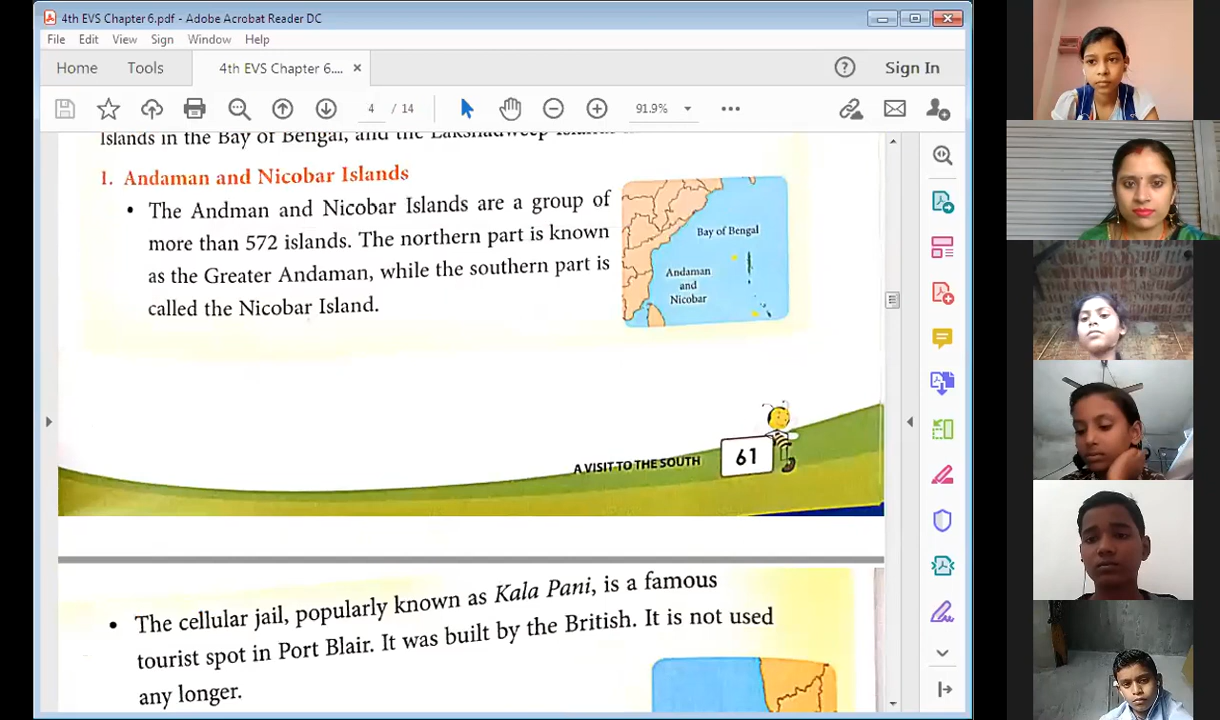 4th EVS Chapter 6.pdf - Adobe Acrobat Reader DC
File Edit View Sign Window Help
Home Tools 4th EVS Chapter 6.... × Sign In
4 / 14 91.9%
Islands in the Bay of Bengal, and the Lakshadweep Islands
I. Andaman and Nicobar Islands
• The Andman and Nicobar Islands are a group of
more than 572 islands. The northern part is known
as the Greater Andaman, while the southern part is
called the Nicobar Island.
Bay of Bengal
Andaman
and
Nicobar
A VISIT TO THE SOUTH 61
• The cellular jail, popularly known as Kala Pani, is a famous
tourist spot in Port Blair. It was built by the British. It is not used
any longer.